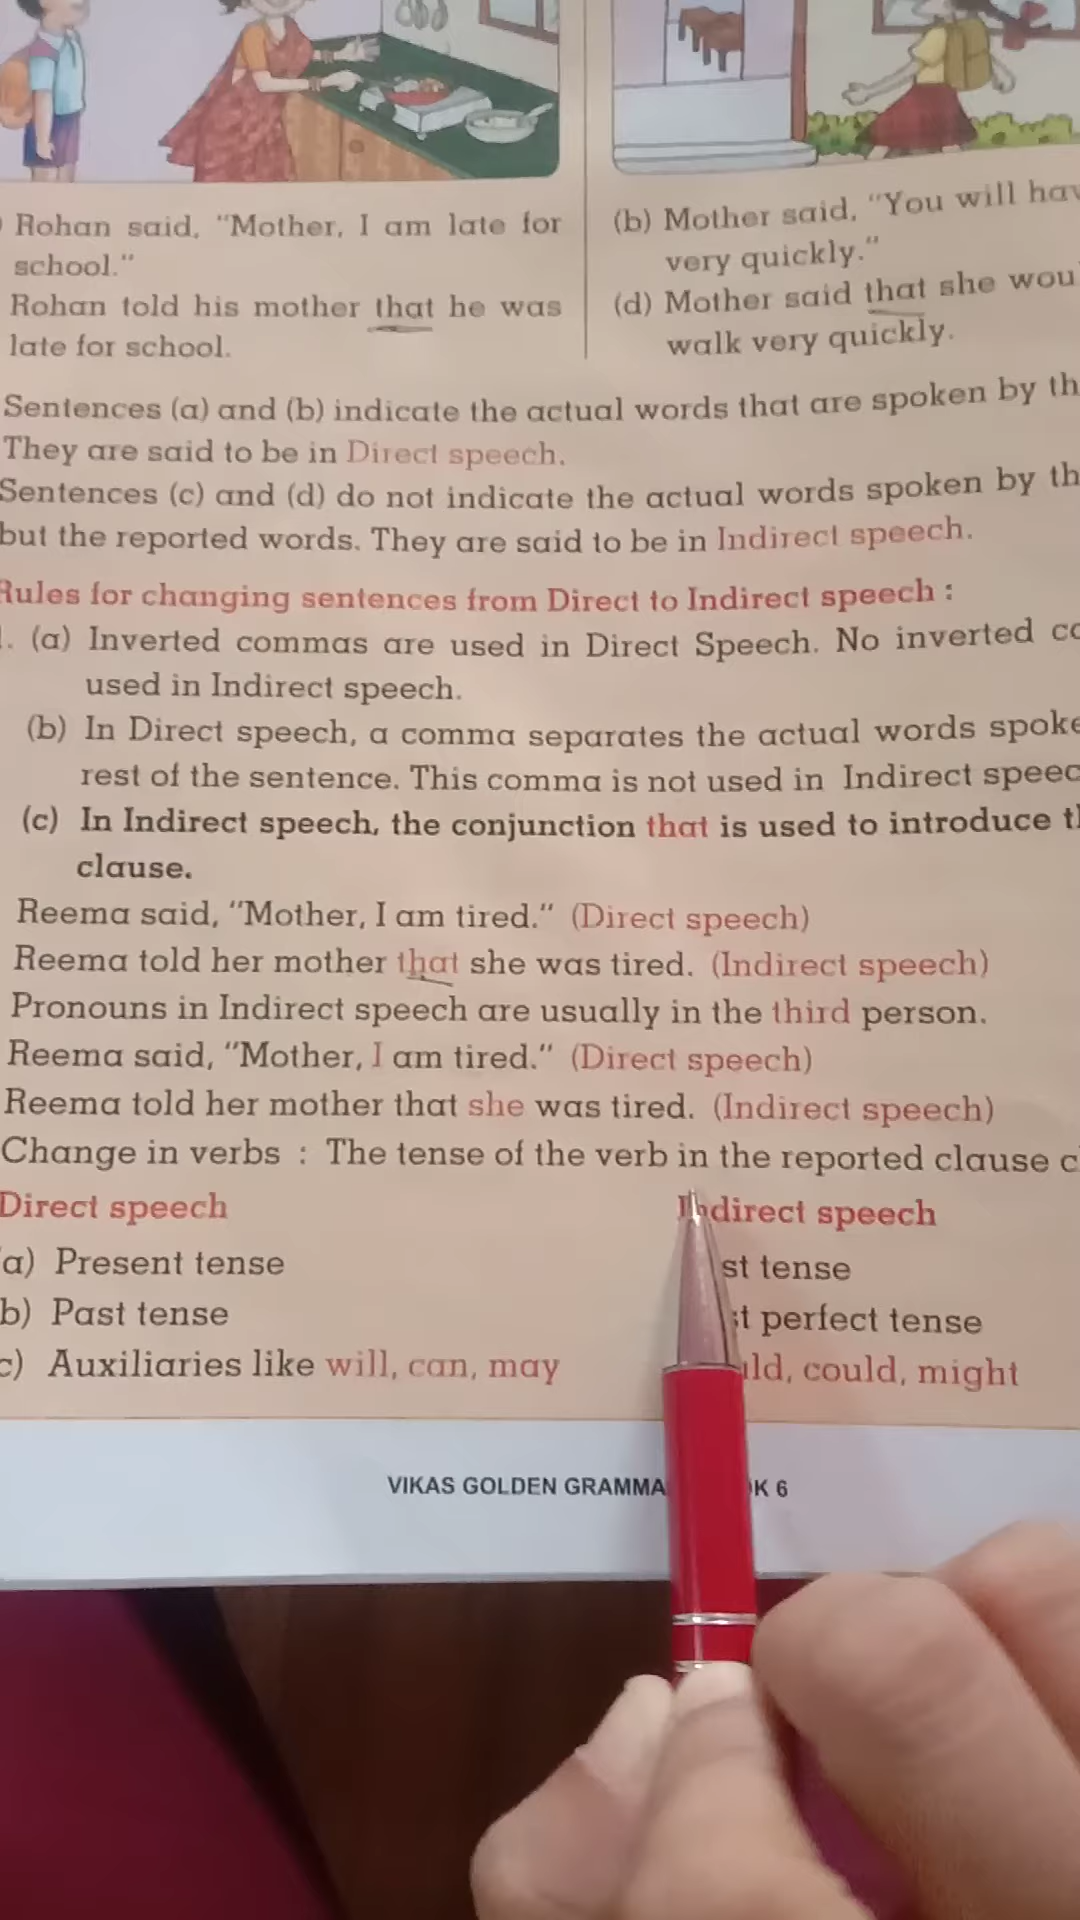 Rohan said, "Mother, I am late for
school."
Rohan told his mother that he was
late for school.
(b) Mother said, "You will
very quickly."
(d) Mother said that she
walk very quickly.
Sentences (a) and (b) indicate the actual words that are spoken by
They are said to be in Direct speech.
Sentences (c) and (d) do not indicate the actual words spoken by
but the reported words. They are said to be in Indirect speech.
Rules for changing sentences from Direct to Indirect speech :
(a) Inverted commas are used in Direct Speech. No inverted
used in Indirect speech.
(b) In Direct speech, a comma separates the actual words
rest of the sentence. This comma is not used in Indirect
(c) In Indirect speech, the conjunction that is used to introduce
clause.
Reema said, "Mother, I am tired." (Direct speech)
Reema told her mother that she was tired. (Indirect speech)
Pronouns in Indirect speech are usually in the third person.
Reema said, "Mother, I am tired." (Direct speech)
Reema told her mother that she was tired. (Indirect speech)
Change in verbs : The tense of the verb in the reported clause
Direct speech Indirect speech
a) Present tense tense
b) Past tense perfect tense
c) Auxiliaries like will, can, may could, might
VIKAS GOLDEN 6